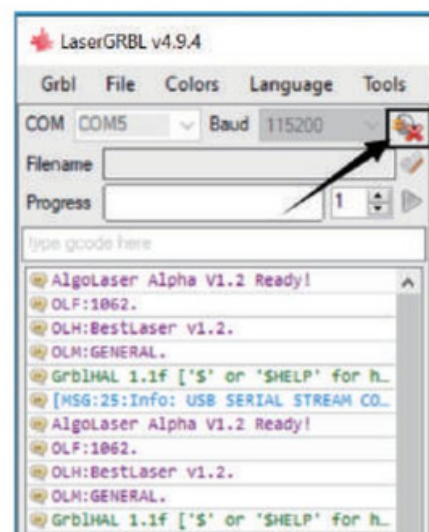 LaserGRBL v4.9.4
Grbl File Colors Language Tools
COM COM5 Baud 115200
Filename
Progress 1
type gcode here
AlgoLaser Alpha V1.2 Ready!
OLF:1062.
OLH:BestLaser v1.2.
OLM:GENERAL.
GrblHAL 1.1f ['$' or '$HELP' for h…
[MSG:25:Info: USB SERIAL STREAM CO…
AlgoLaser Alpha V1.2 Ready!
OLF:1062.
OLH:BestLaser v1.2.
OLM:GENERAL.
GrblHAL 1.1f ['$' or '$HELP' for h…